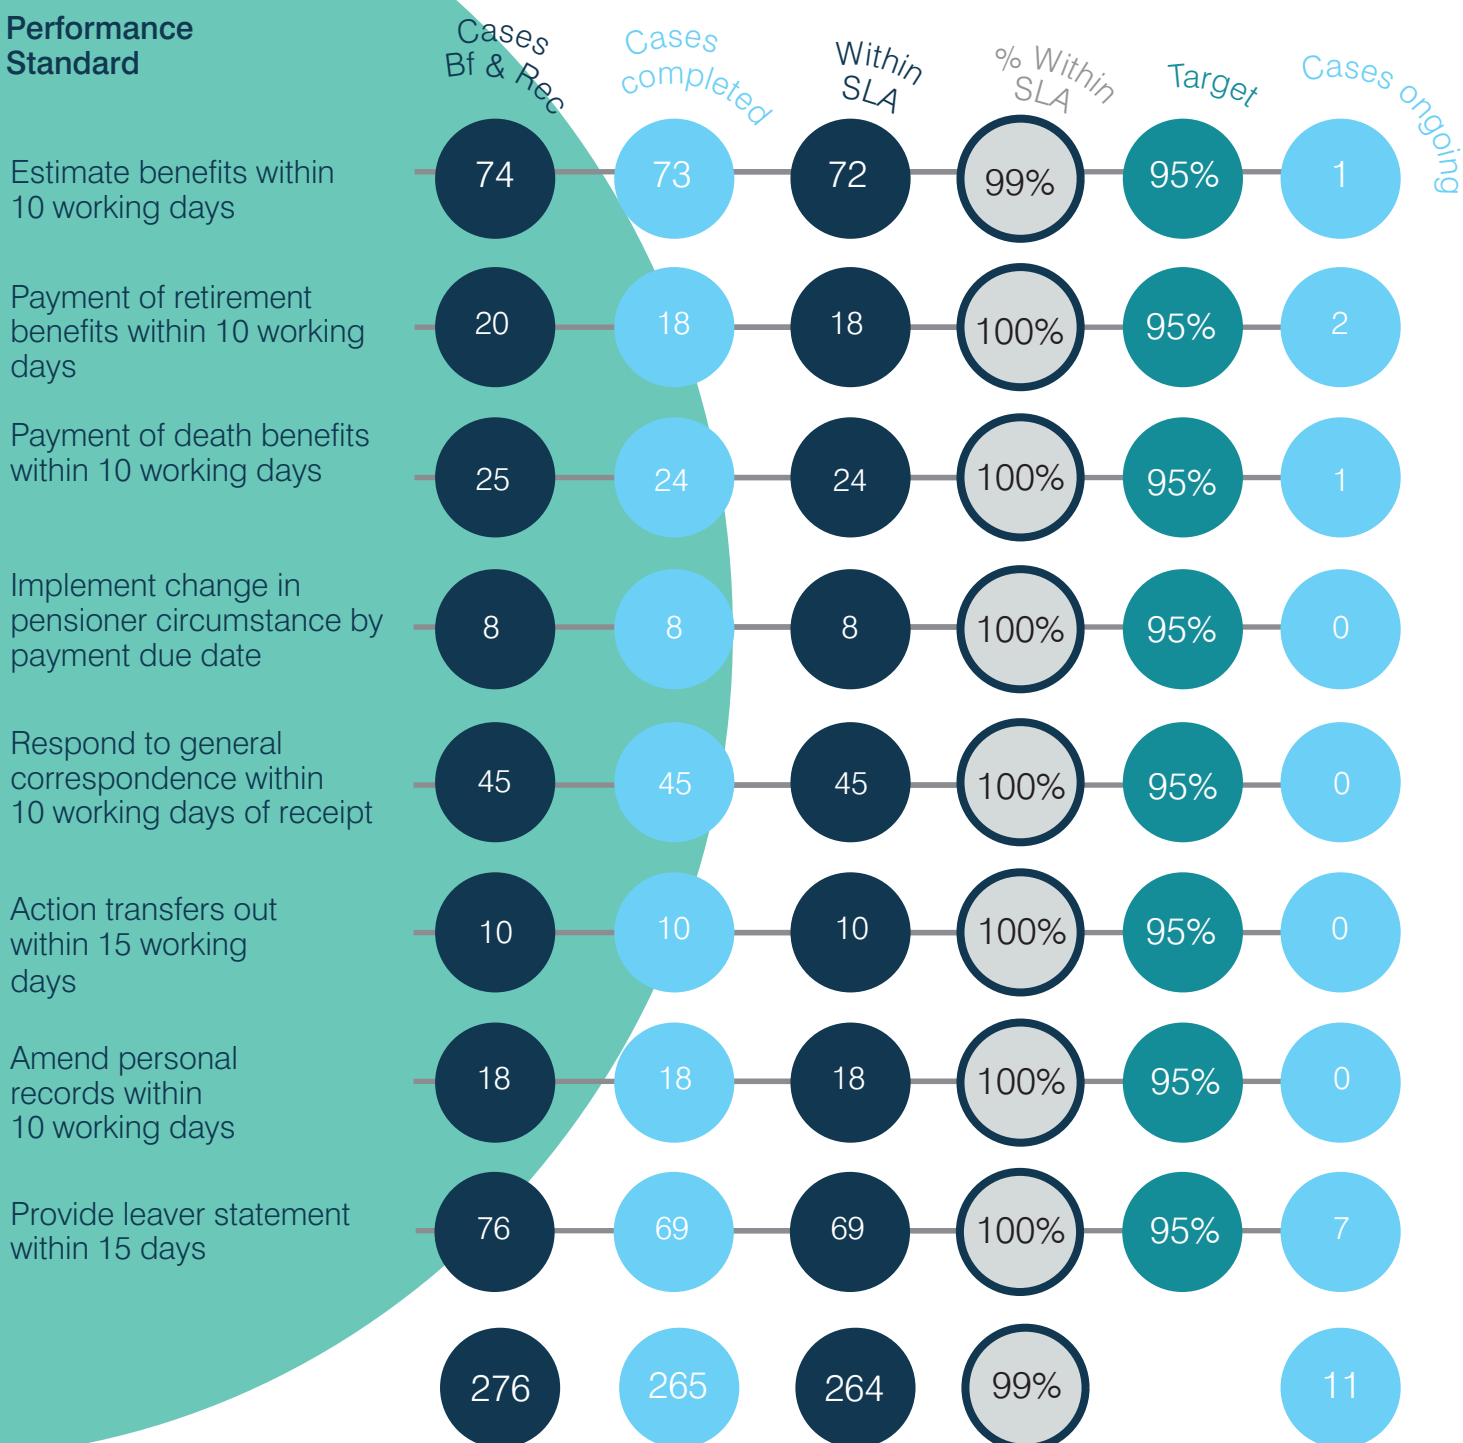 Performance
Standard
Cases
Bf & Rec
Cases
completed
Within
SLA
% Within
SLA
Target
Cases ongoing
Estimate benefits within
10 working days
74
73
72
99%
95%
1
Payment of retirement
benefits within 10 working
days
20
18
18
100%
95%
2
Payment of death benefits
within 10 working days
25
24
24
100%
95%
1
Implement change in
pensioner circumstance by
payment due date
8
8
8
100%
95%
0
Respond to general
correspondence within
10 working days of receipt
45
45
45
100%
95%
0
Action transfers out
within 15 working
days
10
10
10
100%
95%
0
Amend personal
records within
10 working days
18
18
18
100%
95%
0
Provide leaver statement
within 15 days
76
69
69
100%
95%
7
276
265
264
99%
11